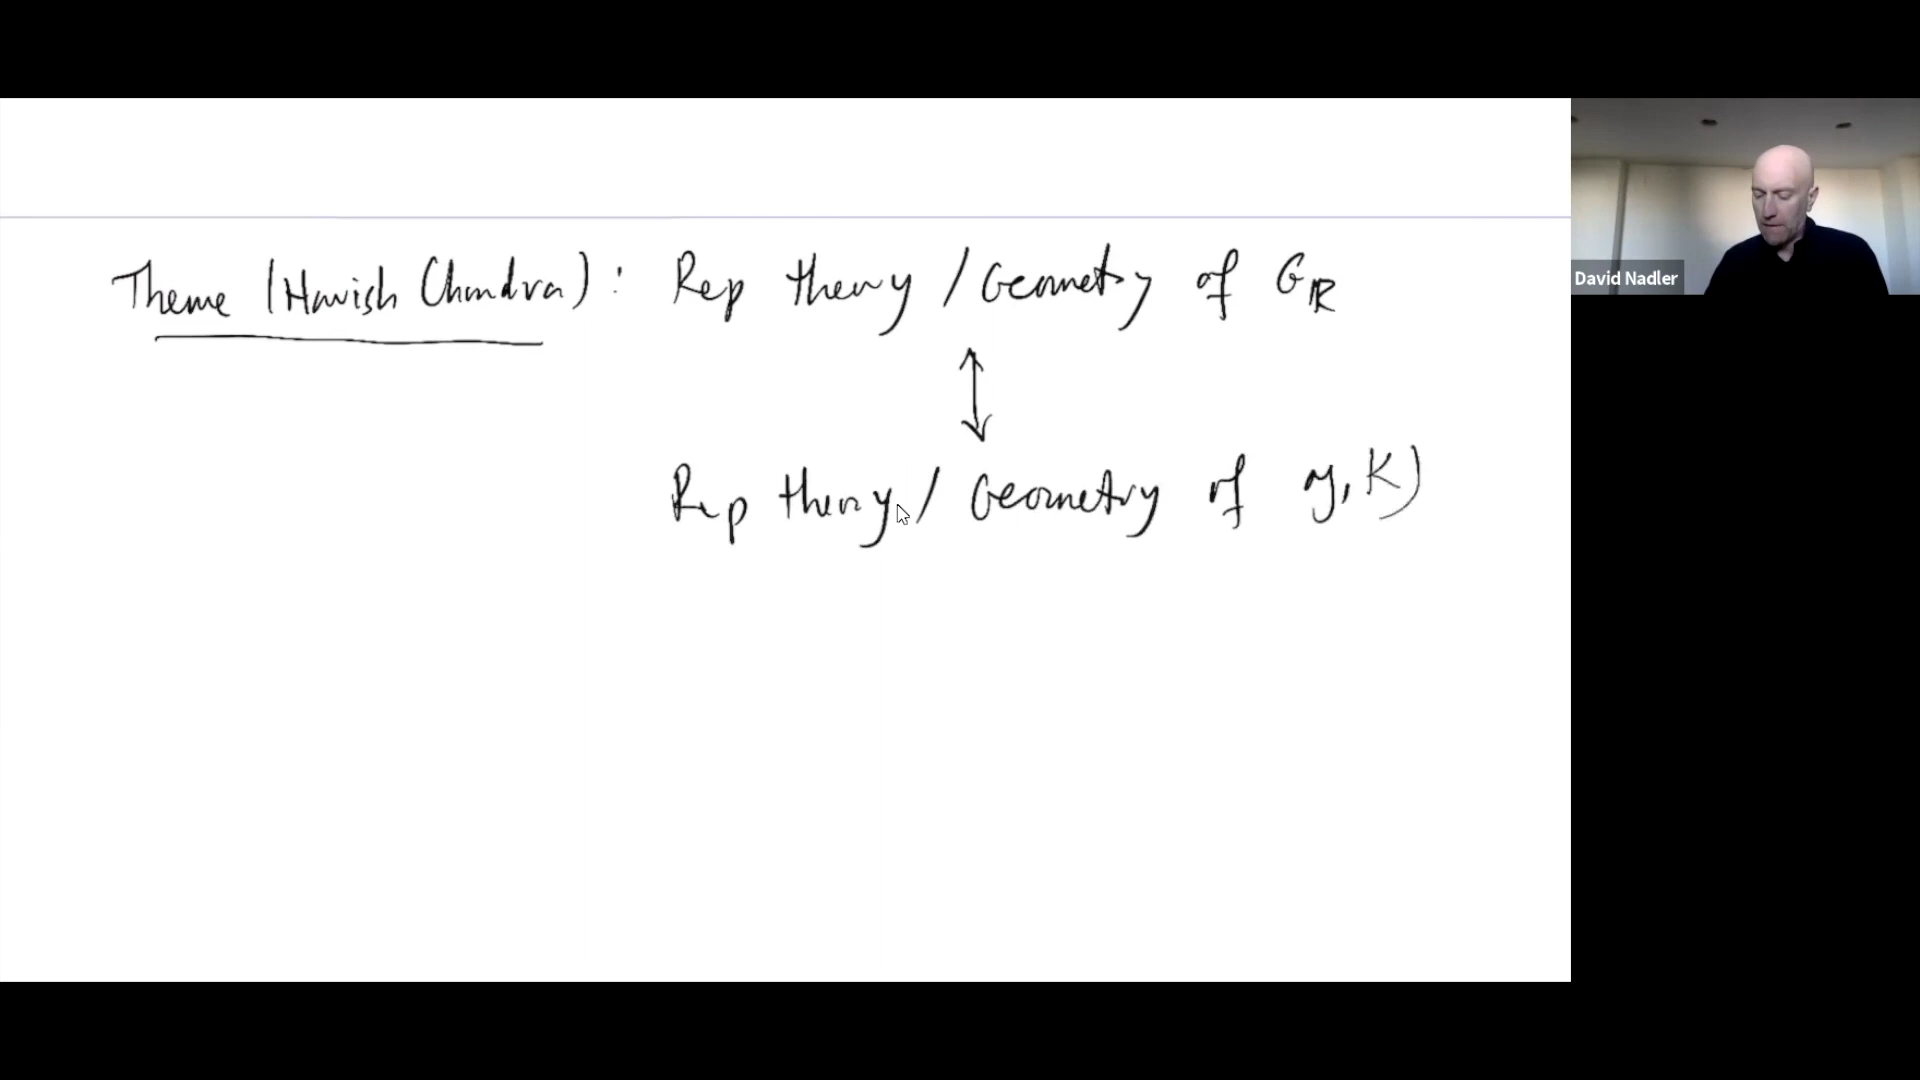 Theme (Harish Chandra): Rep theory / Geometry of G_ℝ
↕
Rep theory / Geometry of 𝔤, K)
David Nadler